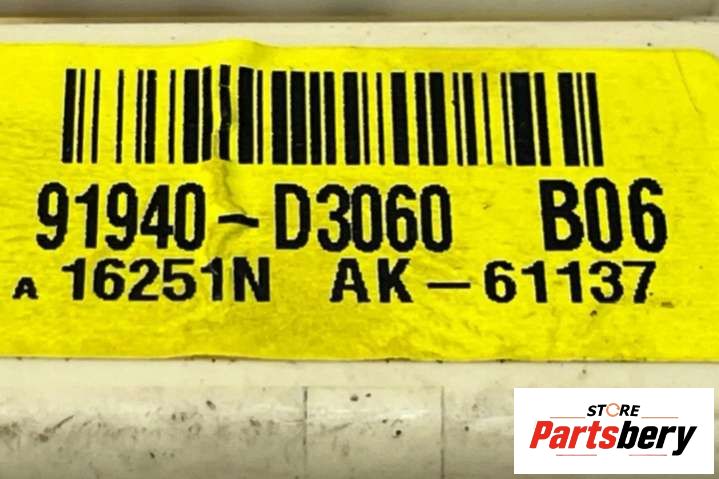 91940-D3060 B06
A 16251N AK-61137
STORE
Partsbery